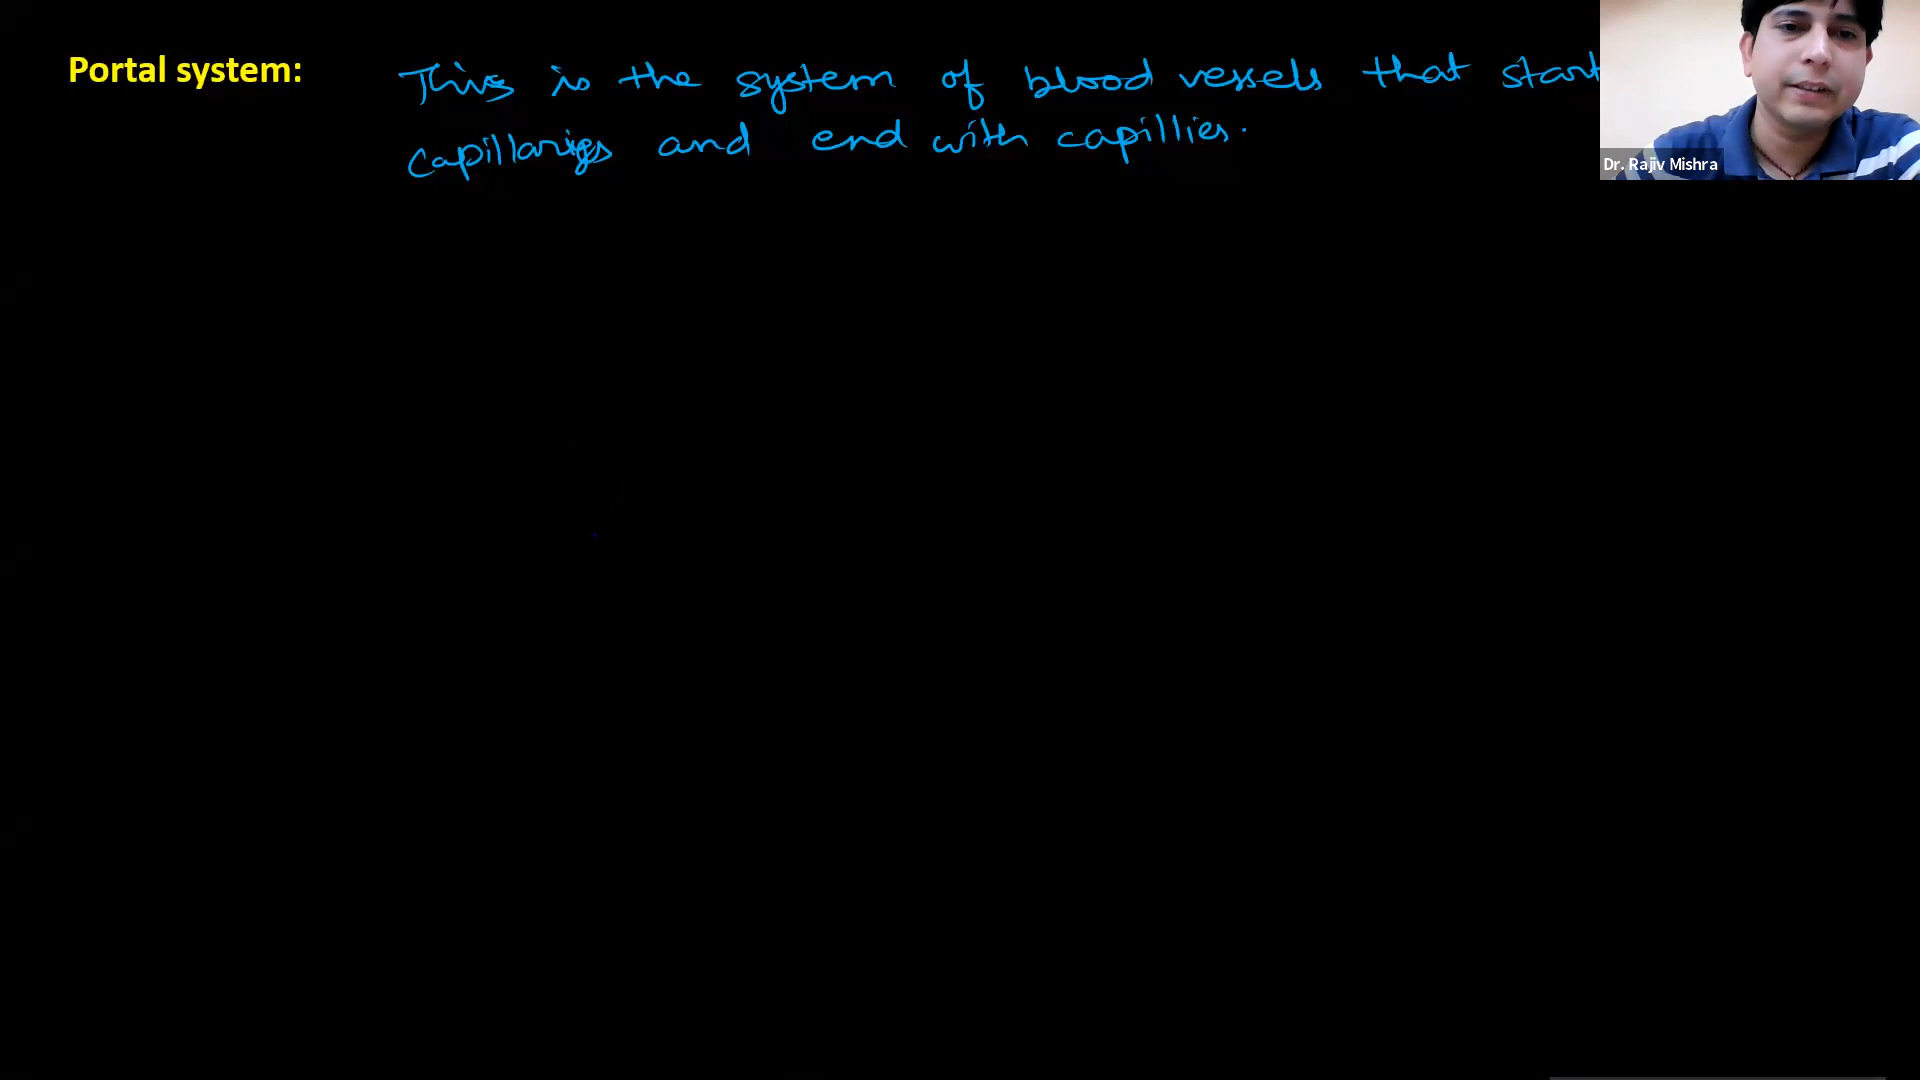 Portal system: This is the system of blood vessels that start
capillaries and end with capillies.
Dr. Rajiv Mishra